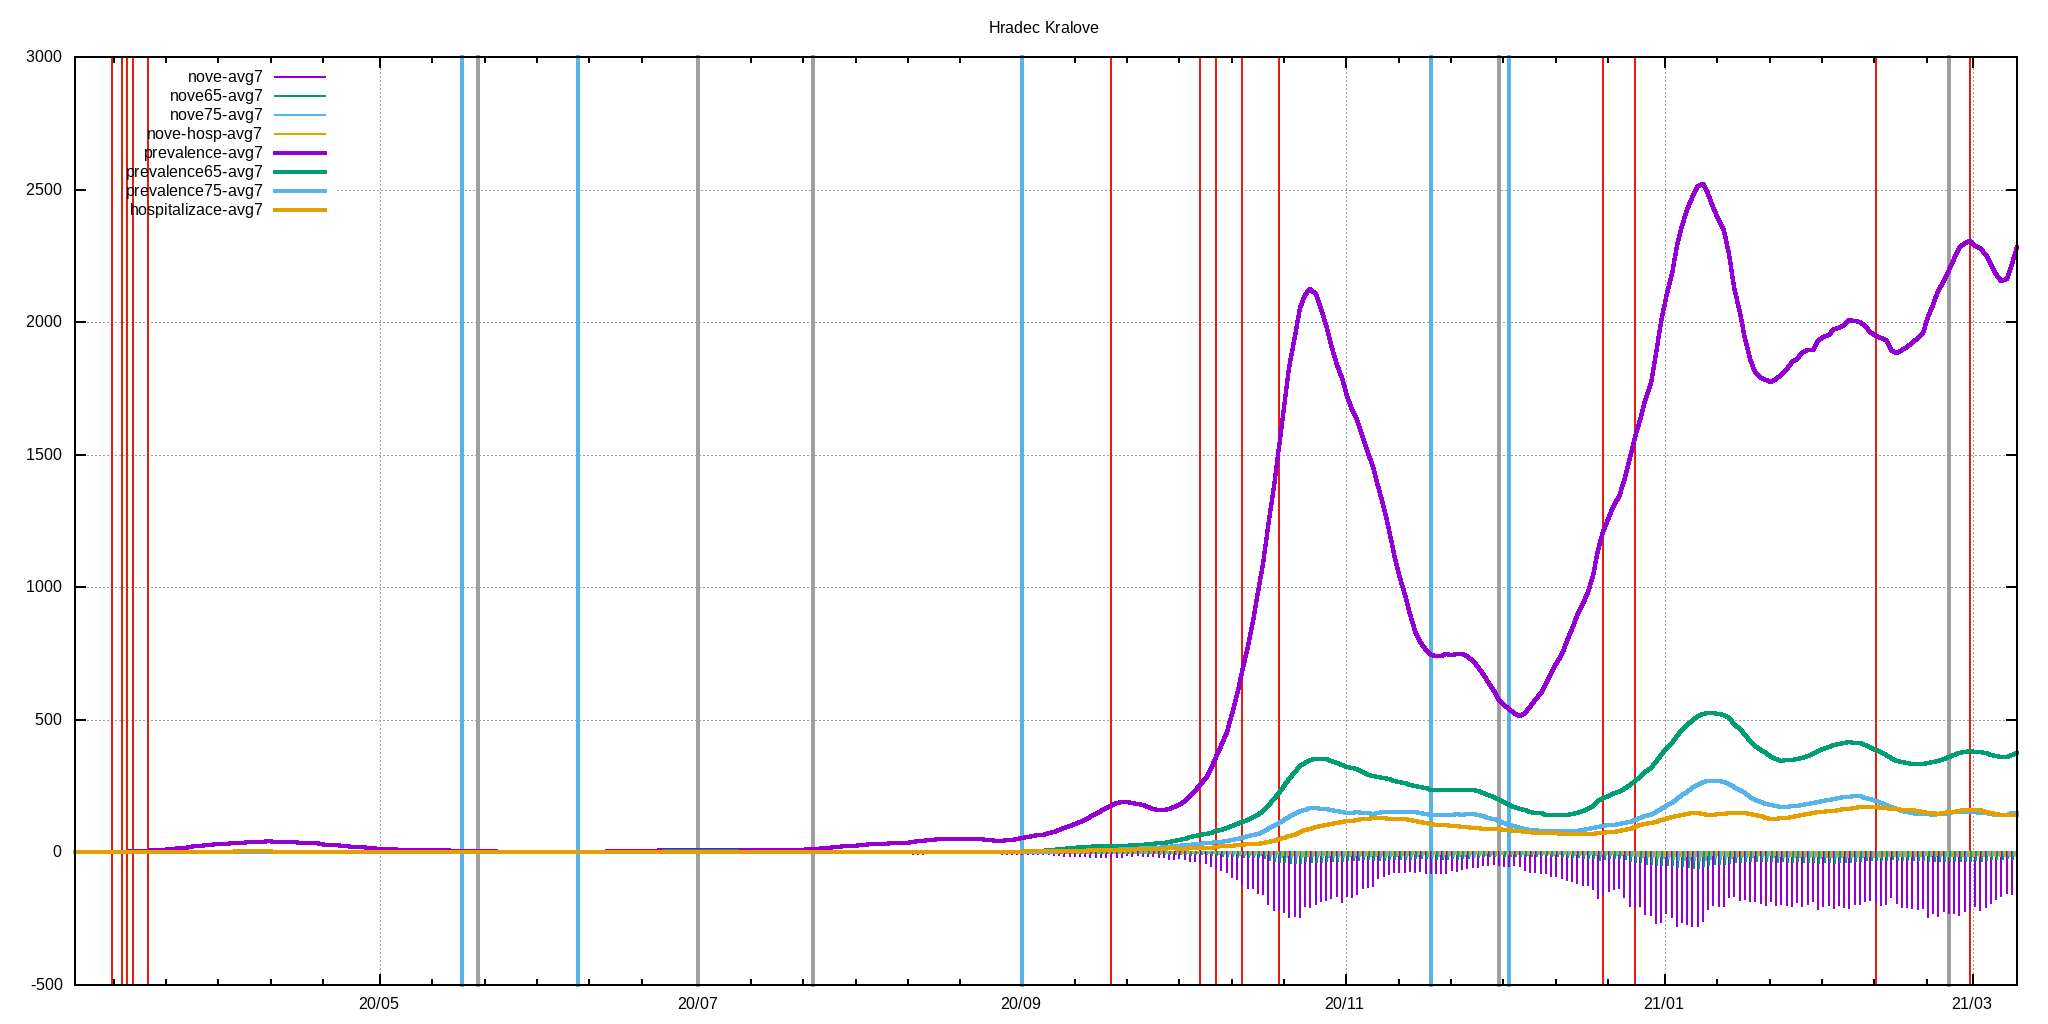 Hradec Kralove
3000
2500
2000
1500
1000
500
0
-500
nove-avg7
nove65-avg7
nove75-avg7
nove-hosp-avg7
prevalence-avg7
prevalence65-avg7
prevalence75-avg7
hospitalizace-avg7
20/05
20/07
20/09
20/11
21/01
21/03